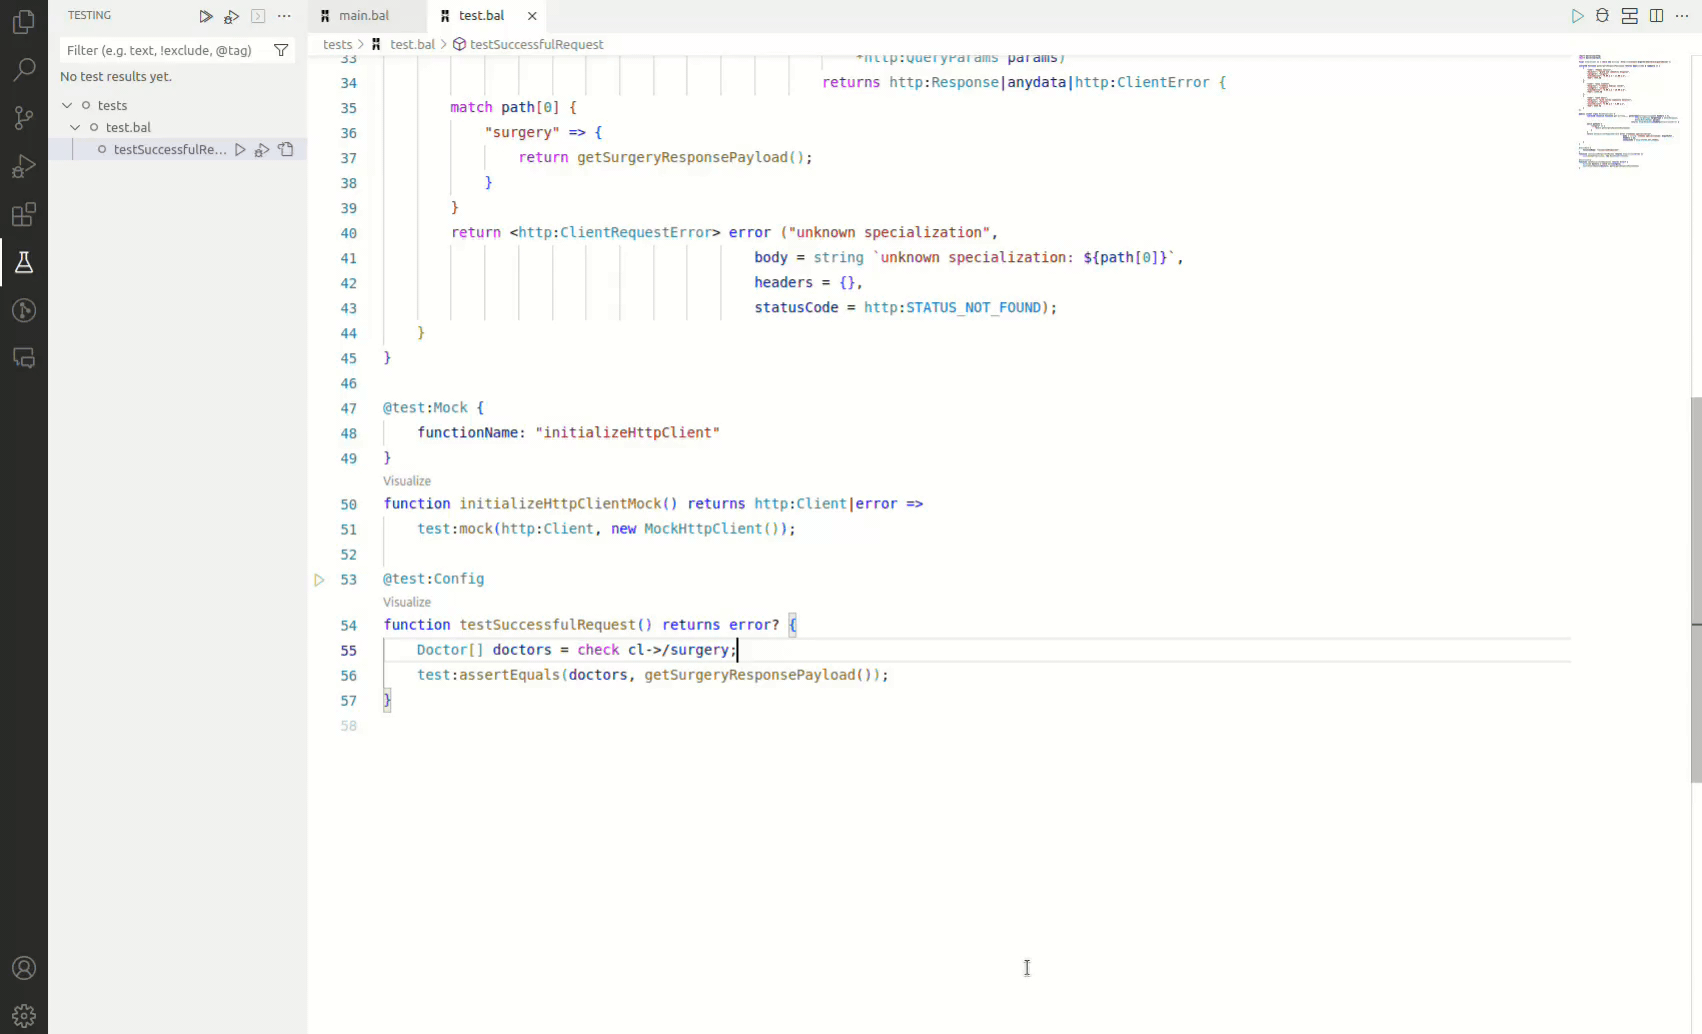 TESTING
main.bal
test.bal
Filter (e.g. text, !exclude, @tag)
No test results yet.
tests
test.bal
testSuccessfulRe...
tests > test.bal > testSuccessfulRequest
33 *http:QueryParams params)
34 returns http:Response|anydata|http:ClientError {
35 match path[0] {
36 "surgery" => {
37 return getSurgeryResponsePayload();
38 }
39 }
40 return <http:ClientRequestError> error ("unknown specialization",
41 body = string `unknown specialization: ${path[0]}`,
42 headers = {},
43 statusCode = http:STATUS_NOT_FOUND);
44 }
45 }
46
47 @test:Mock {
48 functionName: "initializeHttpClient"
49 }
Visualize
50 function initializeHttpClientMock() returns http:Client|error =>
51 test:mock(http:Client, new MockHttpClient());
52
53 @test:Config
Visualize
54 function testSuccessfulRequest() returns error? {
55 Doctor[] doctors = check cl->/surgery;
56 test:assertEquals(doctors, getSurgeryResponsePayload());
57 }
58